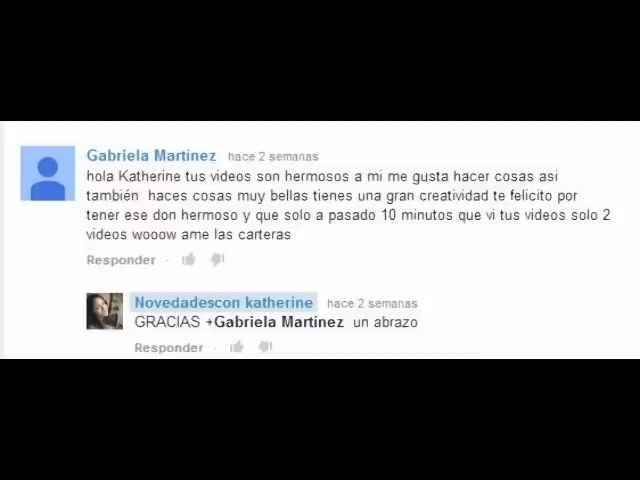 Gabriela Martínez hace 2 semanas
hola Katherine tus videos son hermosos a mi me gusta hacer cosas asi
también haces cosas muy bellas tienes una gran creatividad te felicito por
tener ese don hermoso y que solo a pasado 10 minutos que vi tus videos solo 2
videos wooow ame las carteras
Responder ·
Novedadescon katherine hace 2 semanas
GRACIAS +Gabriela Martínez un abrazo
Responder ·